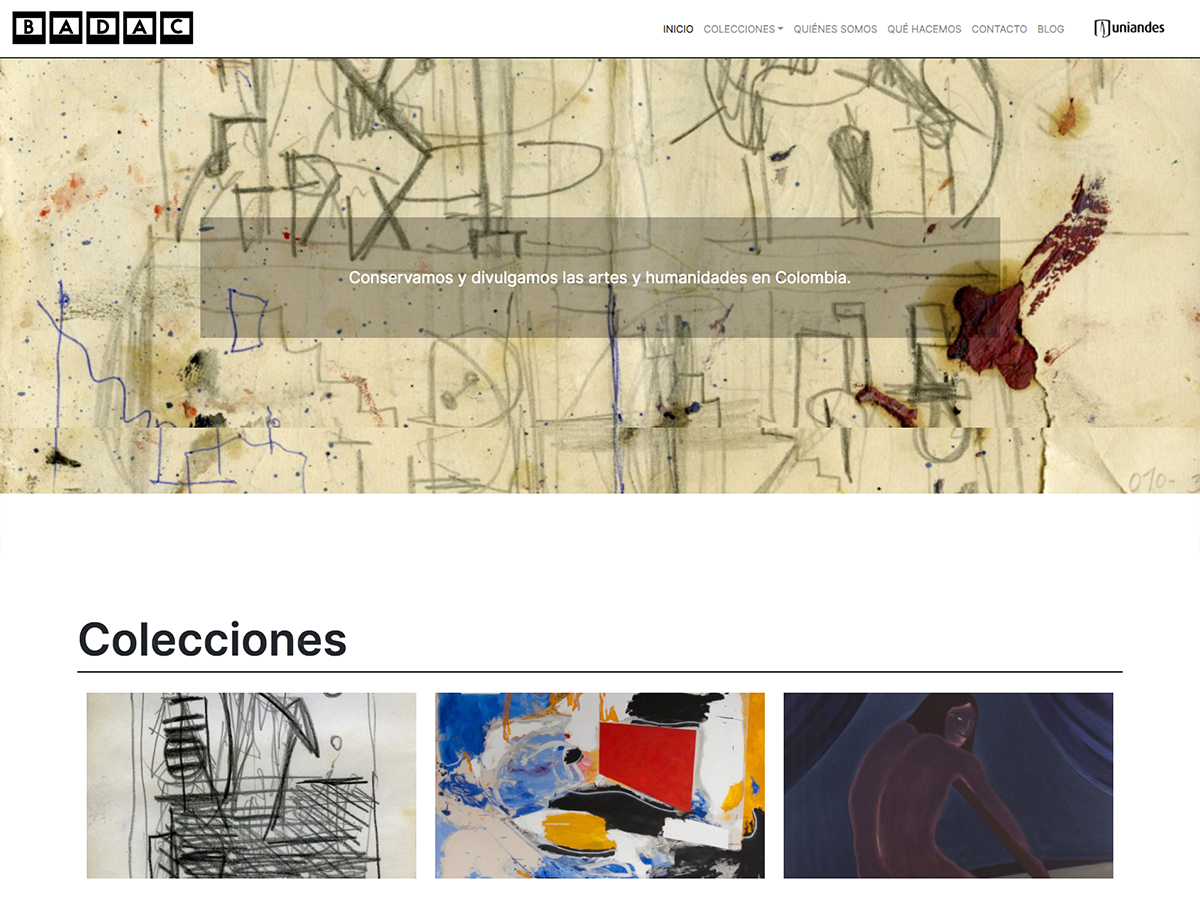 BADAC
INICIO COLECCIONES QUIÉNES SOMOS QUÉ HACEMOS CONTACTO BLOG uniandes
Conservamos y divulgamos las artes y humanidades en Colombia.
010- 3
Colecciones